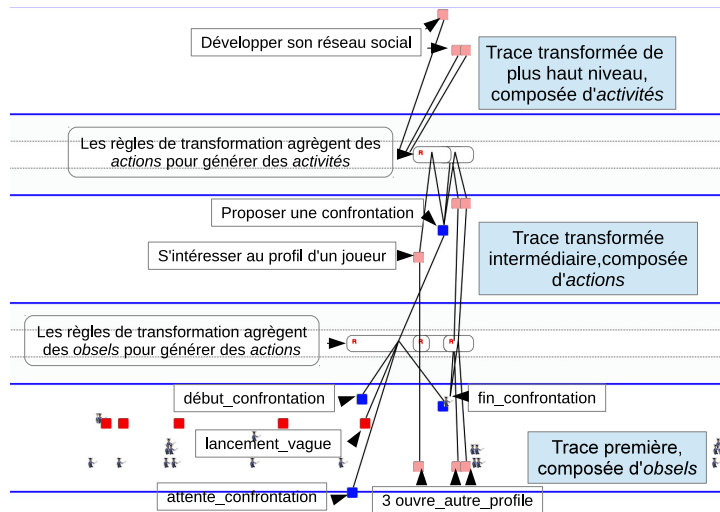 Développer son réseau social
Trace transformée de
plus haut niveau,
composée d'activités
Les règles de transformation agrègent des
actions pour générer des activités
R
Proposer une confrontation
S'intéresser au profil d'un joueur
Trace transformée
intermédiaire,composée
d'actions
Les règles de transformation agrègent
des obsels pour générer des actions
R
R
R
début_confrontation
fin_confrontation
lancement_vague
Trace première,
composée d'obsels
attente_confrontation
3 ouvre_autre_profile